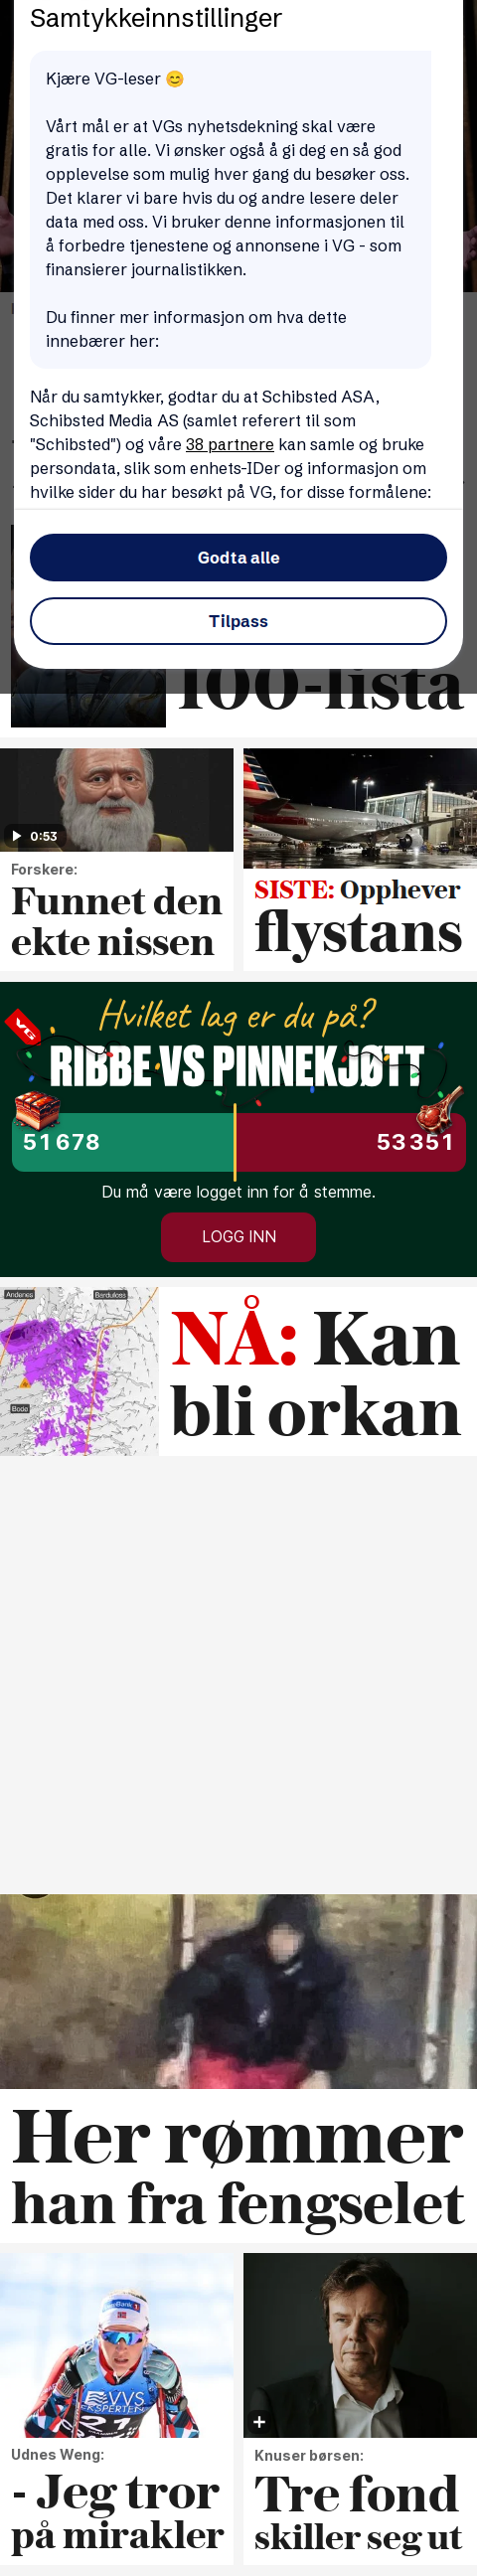 Samtykkeinnstillinger
Kjære VG-leser 😊
Vårt mål er at VGs nyhetsdekning skal være
gratis for alle. Vi ønsker også å gi deg en så god
opplevelse som mulig hver gang du besøker oss.
Det klarer vi bare hvis du og andre lesere deler
data med oss. Vi bruker denne informasjonen til
å forbedre tjenestene og annonsene i VG - som
finansierer journalistikken.
Du finner mer informasjon om hva dette
innebærer her:
Når du samtykker, godtar du at Schibsted ASA,
Schibsted Media AS (samlet referert til som
"Schibsted") og våre 38 partnere kan samle og bruke
persondata, slik som enhets-IDer og informasjon om
hvilke sider du har besøkt på VG, for disse formålene:
Godta alle
Tilpass
100-lista
0:53
Forskere:
Funnet den
ekte nissen
SISTE: Opphever
flystans
Hvilket lag er du på?
VG
RIBBE VS PINNEKJØTT
51 678
53 351
Du må være logget inn for å stemme.
LOGG INN
Andenes
Bardufoss
Bodø
NÅ: Kan
bli orkan
Her rømmer
han fra fengselet
VVS
EKSPERTEN
21
Udnes Weng:
- Jeg tror
på mirakler
+
Knuser børsen:
Tre fond
skiller seg ut